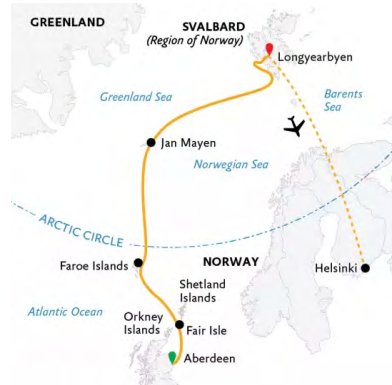 GREENLAND
SVALBARD
(Region of Norway)
Longyearbyen
Greenland Sea
Barents
Sea
Jan Mayen
Norwegian Sea
ARCTIC CIRCLE
Faroe Islands
NORWAY
Helsinki
Shetland
Islands
Atlantic Ocean
Orkney
Islands
Fair Isle
Aberdeen